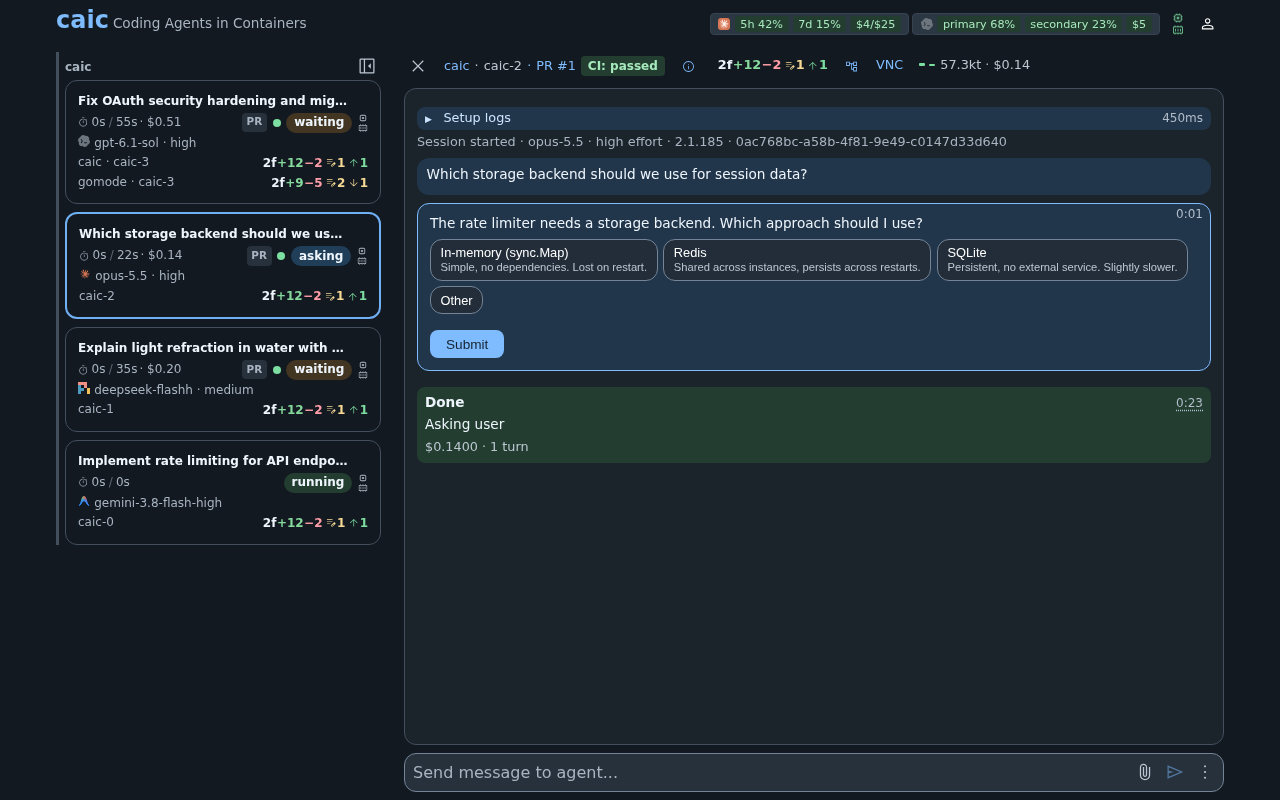 caic Coding Agents in Containers
5h 42% 7d 15% $4/$25 primary 68% secondary 23% $5
caic
Fix OAuth security hardening and mig…
0s / 55s · $0.51 PR waiting
gpt-6.1-sol · high
caic · caic-3 2f+12−2 1 ↑1
gomode · caic-3 2f+9−5 2 ↓1
Which storage backend should we us…
0s / 22s · $0.14 PR asking
opus-5.5 · high
caic-2 2f+12−2 1 ↑1
Explain light refraction in water with …
0s / 35s · $0.20 PR waiting
deepseek-flashh · medium
caic-1 2f+12−2 1 ↑1
Implement rate limiting for API endpo…
0s / 0s running
gemini-3.8-flash-high
caic-0 2f+12−2 1 ↑1
caic · caic-2 · PR #1 CI: passed 2f+12−2 1 ↑1 VNC 57.3kt · $0.14
▶ Setup logs 450ms
Session started · opus-5.5 · high effort · 2.1.185 · 0ac768bc-a58b-4f81-9e49-c0147d33d640
Which storage backend should we use for session data?
0:01
The rate limiter needs a storage backend. Which approach should I use?
In-memory (sync.Map) Redis SQLite
Simple, no dependencies. Lost on restart. Shared across instances, persists across restarts. Persistent, no external service. Slightly slower.
Other
Submit
Done 0:23
Asking user
$0.1400 · 1 turn
Send message to agent…